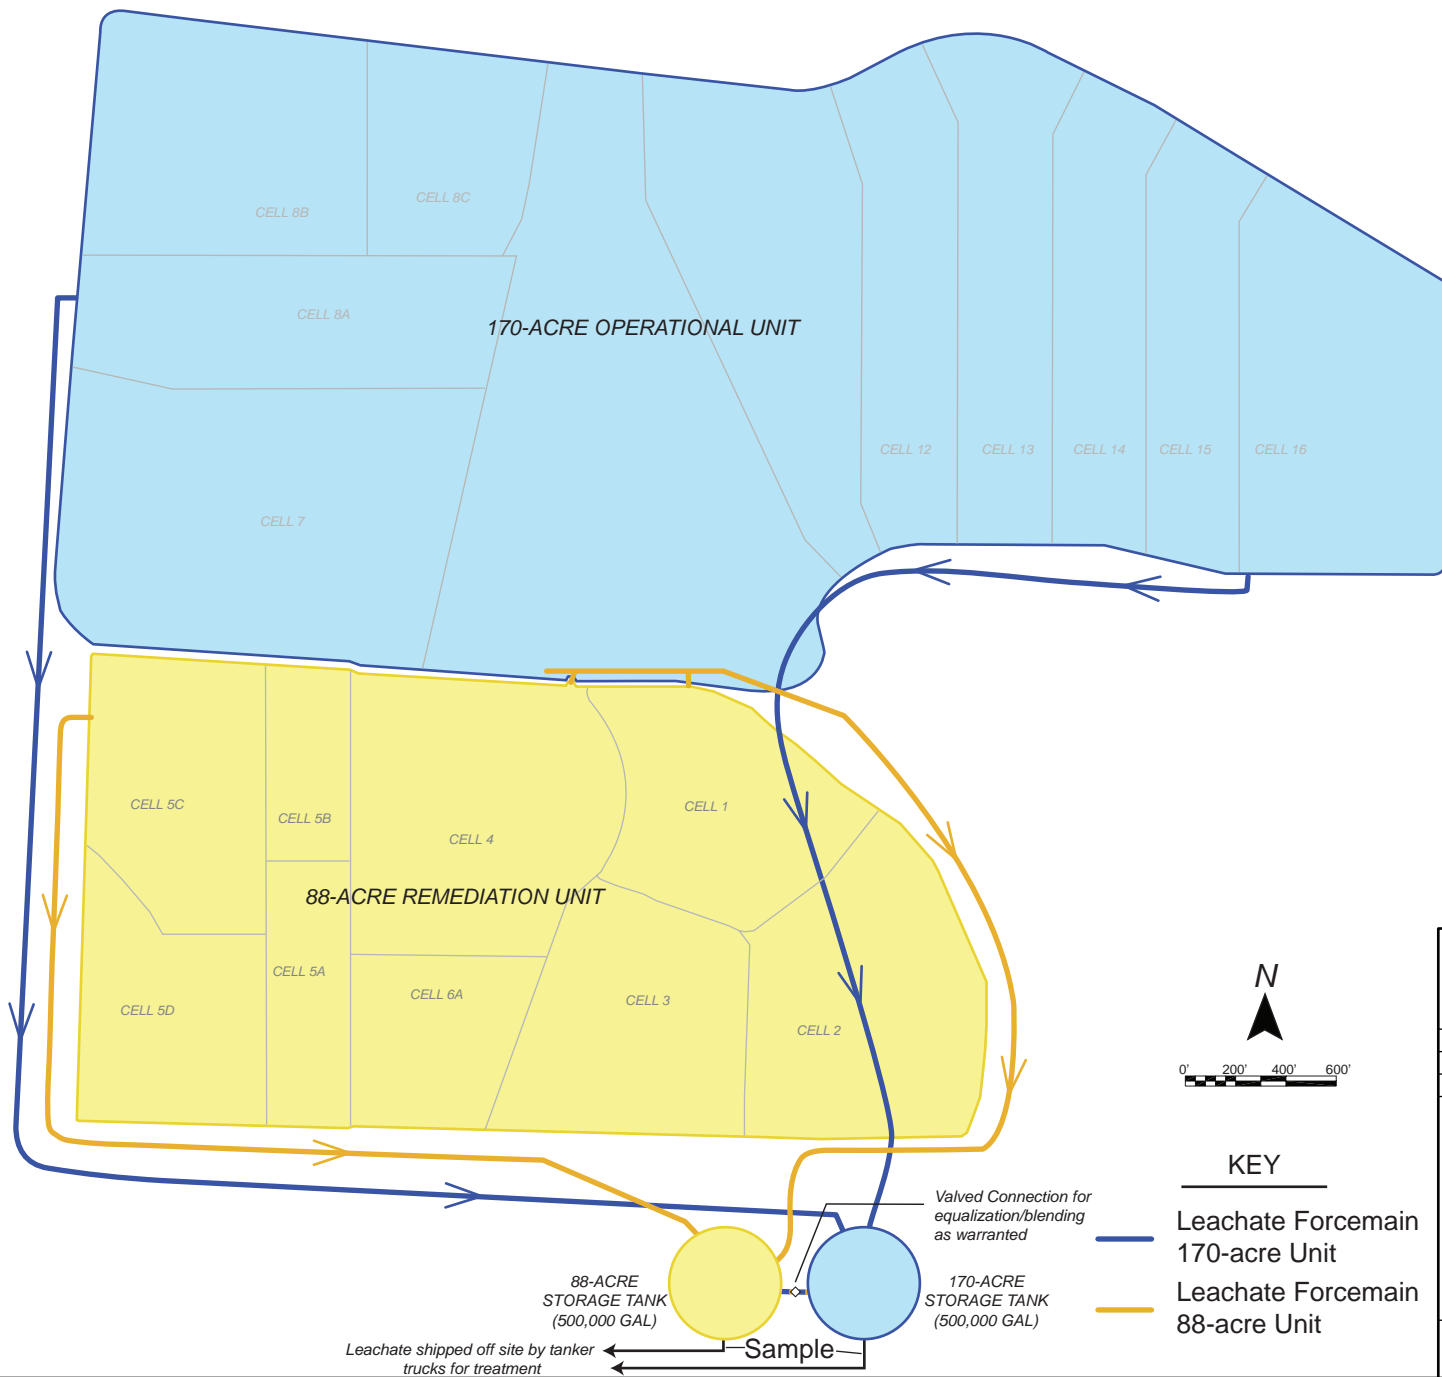 CELL 8B
CELL 8C
CELL 8A
170-ACRE OPERATIONAL UNIT
CELL 7
CELL 12
CELL 13
CELL 14
CELL 15
CELL 16
CELL 5C
CELL 5B
CELL 4
CELL 1
88-ACRE REMEDIATION UNIT
CELL 5D
CELL 5A
CELL 6A
CELL 3
CELL 2
N
0' 200' 400' 600'
KEY
Leachate Forcemain
170-acre Unit
Leachate Forcemain
88-acre Unit
Valved Connection for
equalization/blending
as warranted
88-ACRE
STORAGE TANK
(500,000 GAL)
170-ACRE
STORAGE TANK
(500,000 GAL)
Sample
Leachate shipped off site by tanker
trucks for treatment